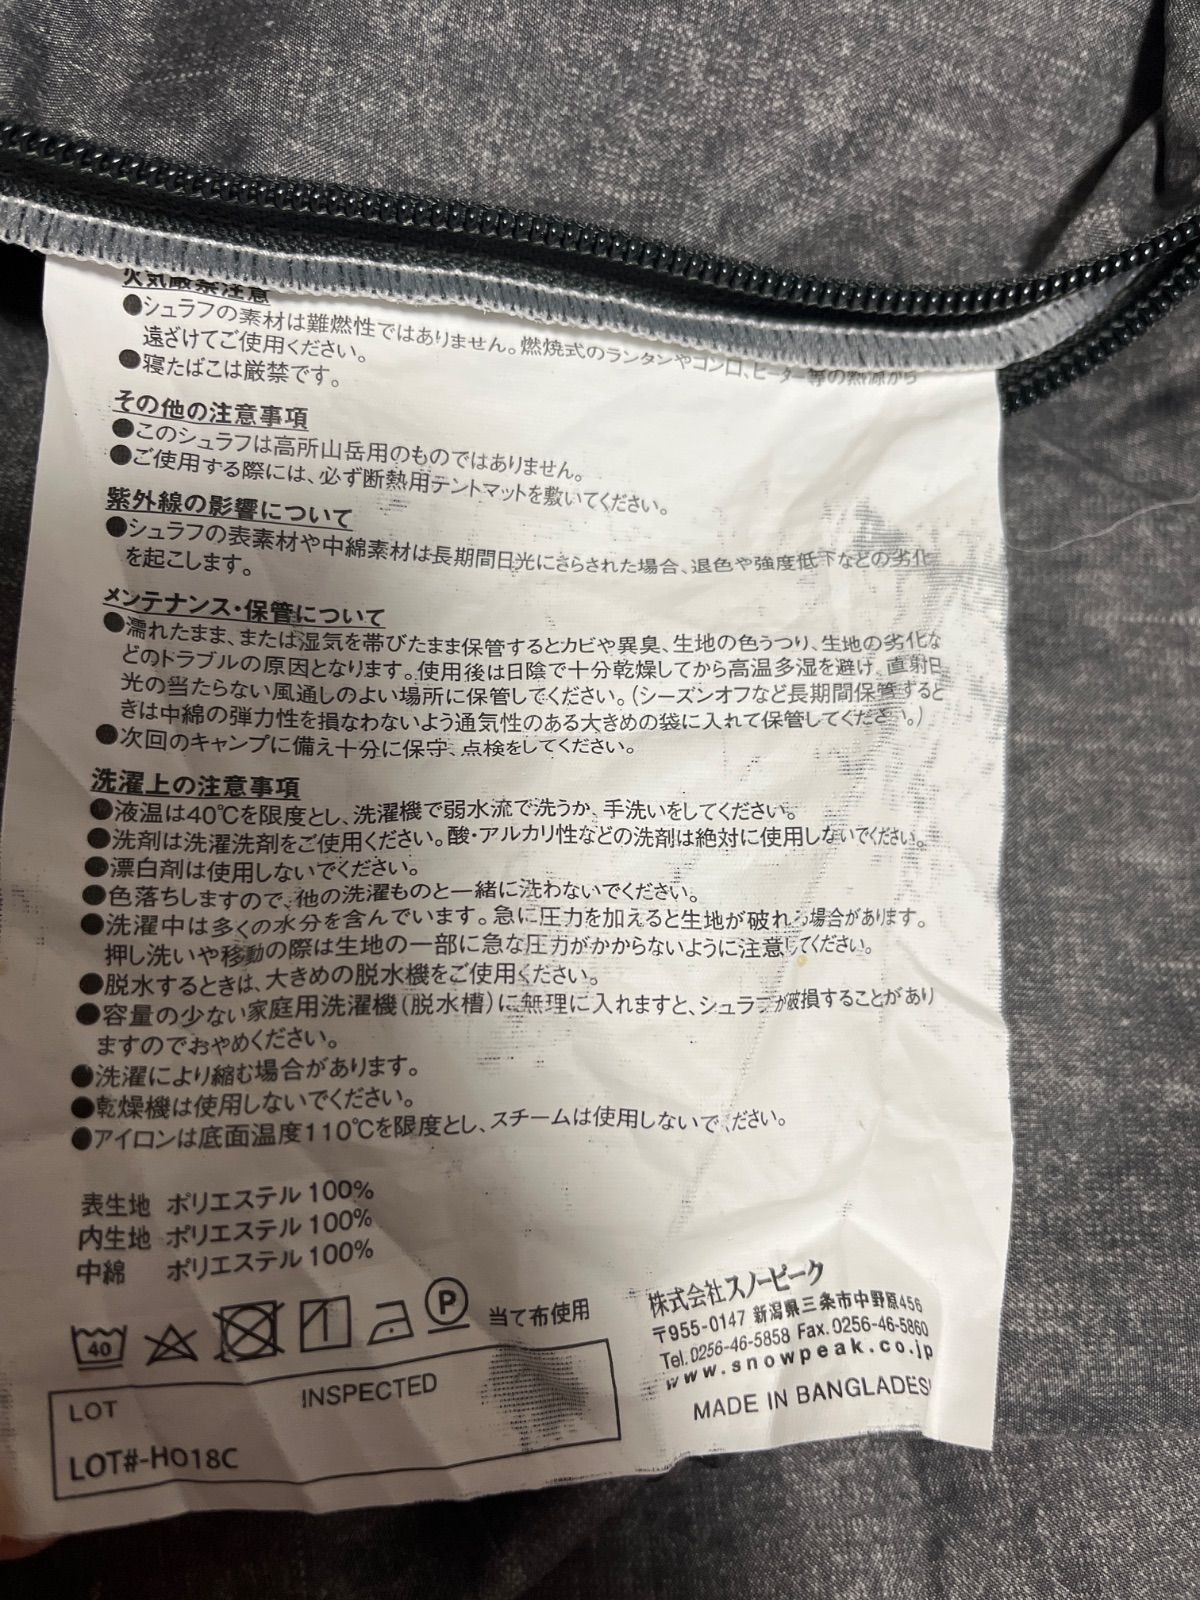 火気厳禁注意
●シュラフの素材は難燃性ではありません。燃焼式のランタンやコンロ、ヒーター等の熱源から
遠ざけてご使用ください。
●寝たばこは厳禁です。
その他の注意事項
●このシュラフは高所山岳用のものではありません。
●ご使用する際には、必ず断熱用テントマットを敷いてください。
紫外線の影響について
●シュラフの表素材や中綿素材は長期間日光にさらされた場合、退色や強度低下などの劣化
を起こします。
メンテナンス・保管について
●濡れたまま、または湿気を帯びたまま保管するとカビや異臭、生地の色うつり、生地の劣化な
どのトラブルの原因となります。使用後は日陰で十分乾燥してから高温多湿を避け、直射日
光の当たらない風通しのよい場所に保管してください。(シーズンオフなど長期間保管すると
きは中綿の弾力性を損なわないよう通気性のある大きめの袋に入れて保管してください。)
●次回のキャンプに備え十分に保守、点検をしてください。
洗濯上の注意事項
●液温は40℃を限度とし、洗濯機で弱水流で洗うか、手洗いをしてください。
●洗剤は洗濯洗剤をご使用ください。酸・アルカリ性などの洗剤は絶対に使用しないでください。
●漂白剤は使用しないでください。
●色落ちしますので、他の洗濯ものと一緒に洗わないでください。
●洗濯中は多くの水分を含んでいます。急に圧力を加えると生地が破れる場合があります。
押し洗いや移動の際は生地の一部に急な圧力がかからないように注意してください。
●脱水するときは、大きめの脱水機をご使用ください。
●容量の少ない家庭用洗濯機(脱水槽)に無理に入れますと、シュラフが破損することがあり
ますのでおやめください。
●洗濯により縮む場合があります。
●乾燥機は使用しないでください。
●アイロンは底面温度110℃を限度とし、スチームは使用しないでください。
表生地 ポリエステル 100%
内生地 ポリエステル 100%
中綿 ポリエステル 100%
40 P 当て布使用
LOT INSPECTED
LOT#-HO18C
株式会社スノーピーク
〒955-0147 新潟県三条市中野原456
Tel.0256-46-5858 Fax.0256-46-5860
www.snowpeak.co.jp
MADE IN BANGLADES